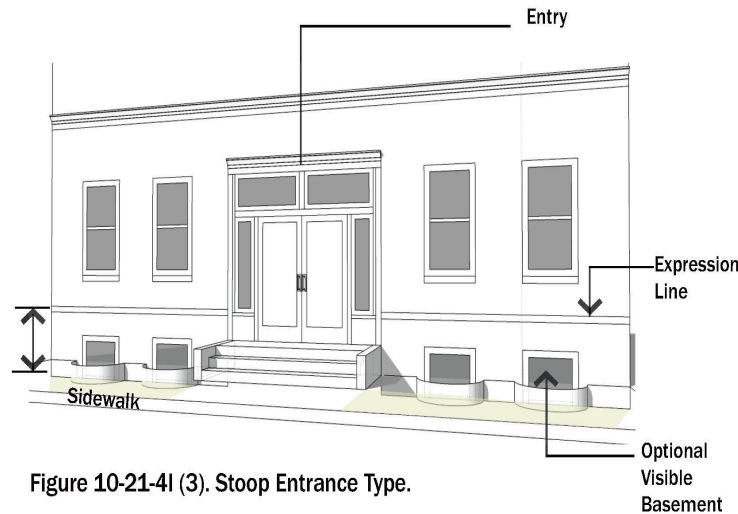 Entry
Expression
Line
Sidewalk
Optional
Visible
Basement
Figure 10-21-4I (3). Stoop Entrance Type.